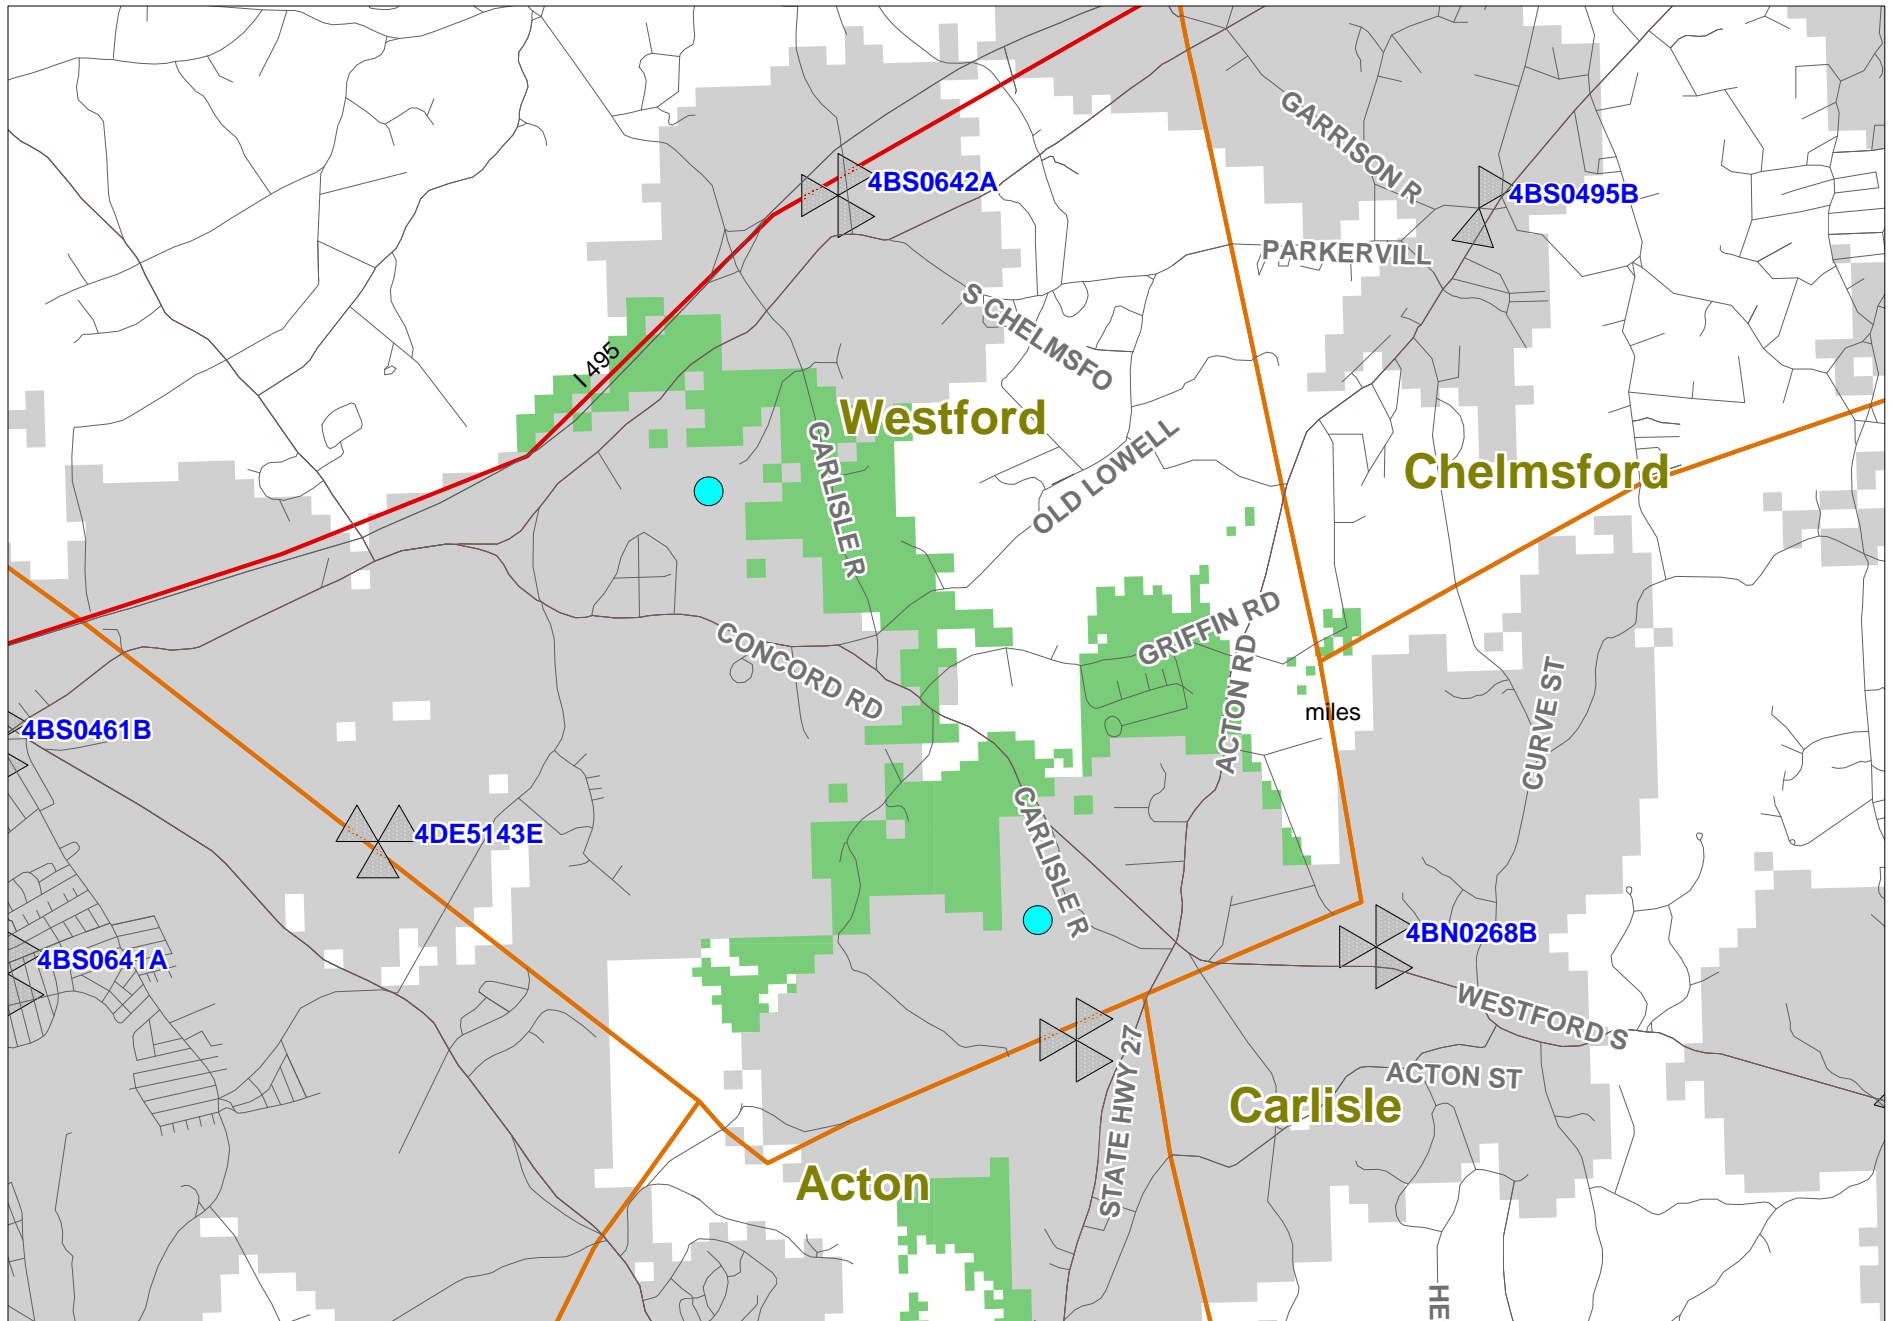 GARRISON R
4BS0642A
4BS0495B
PARKERVILL
S CHELMSFO
I 495
Westford
CARLISLE R
OLD LOWELL
Chelmsford
GRIFFIN RD
CONCORD RD
ACTON RD
CURVE ST
miles
4BS0461B
4DE5143E
CARLISLE R
4BS0641A
4BN0268B
WESTFORD S
STATE HWY 27
ACTON ST
Carlisle
Acton
HE